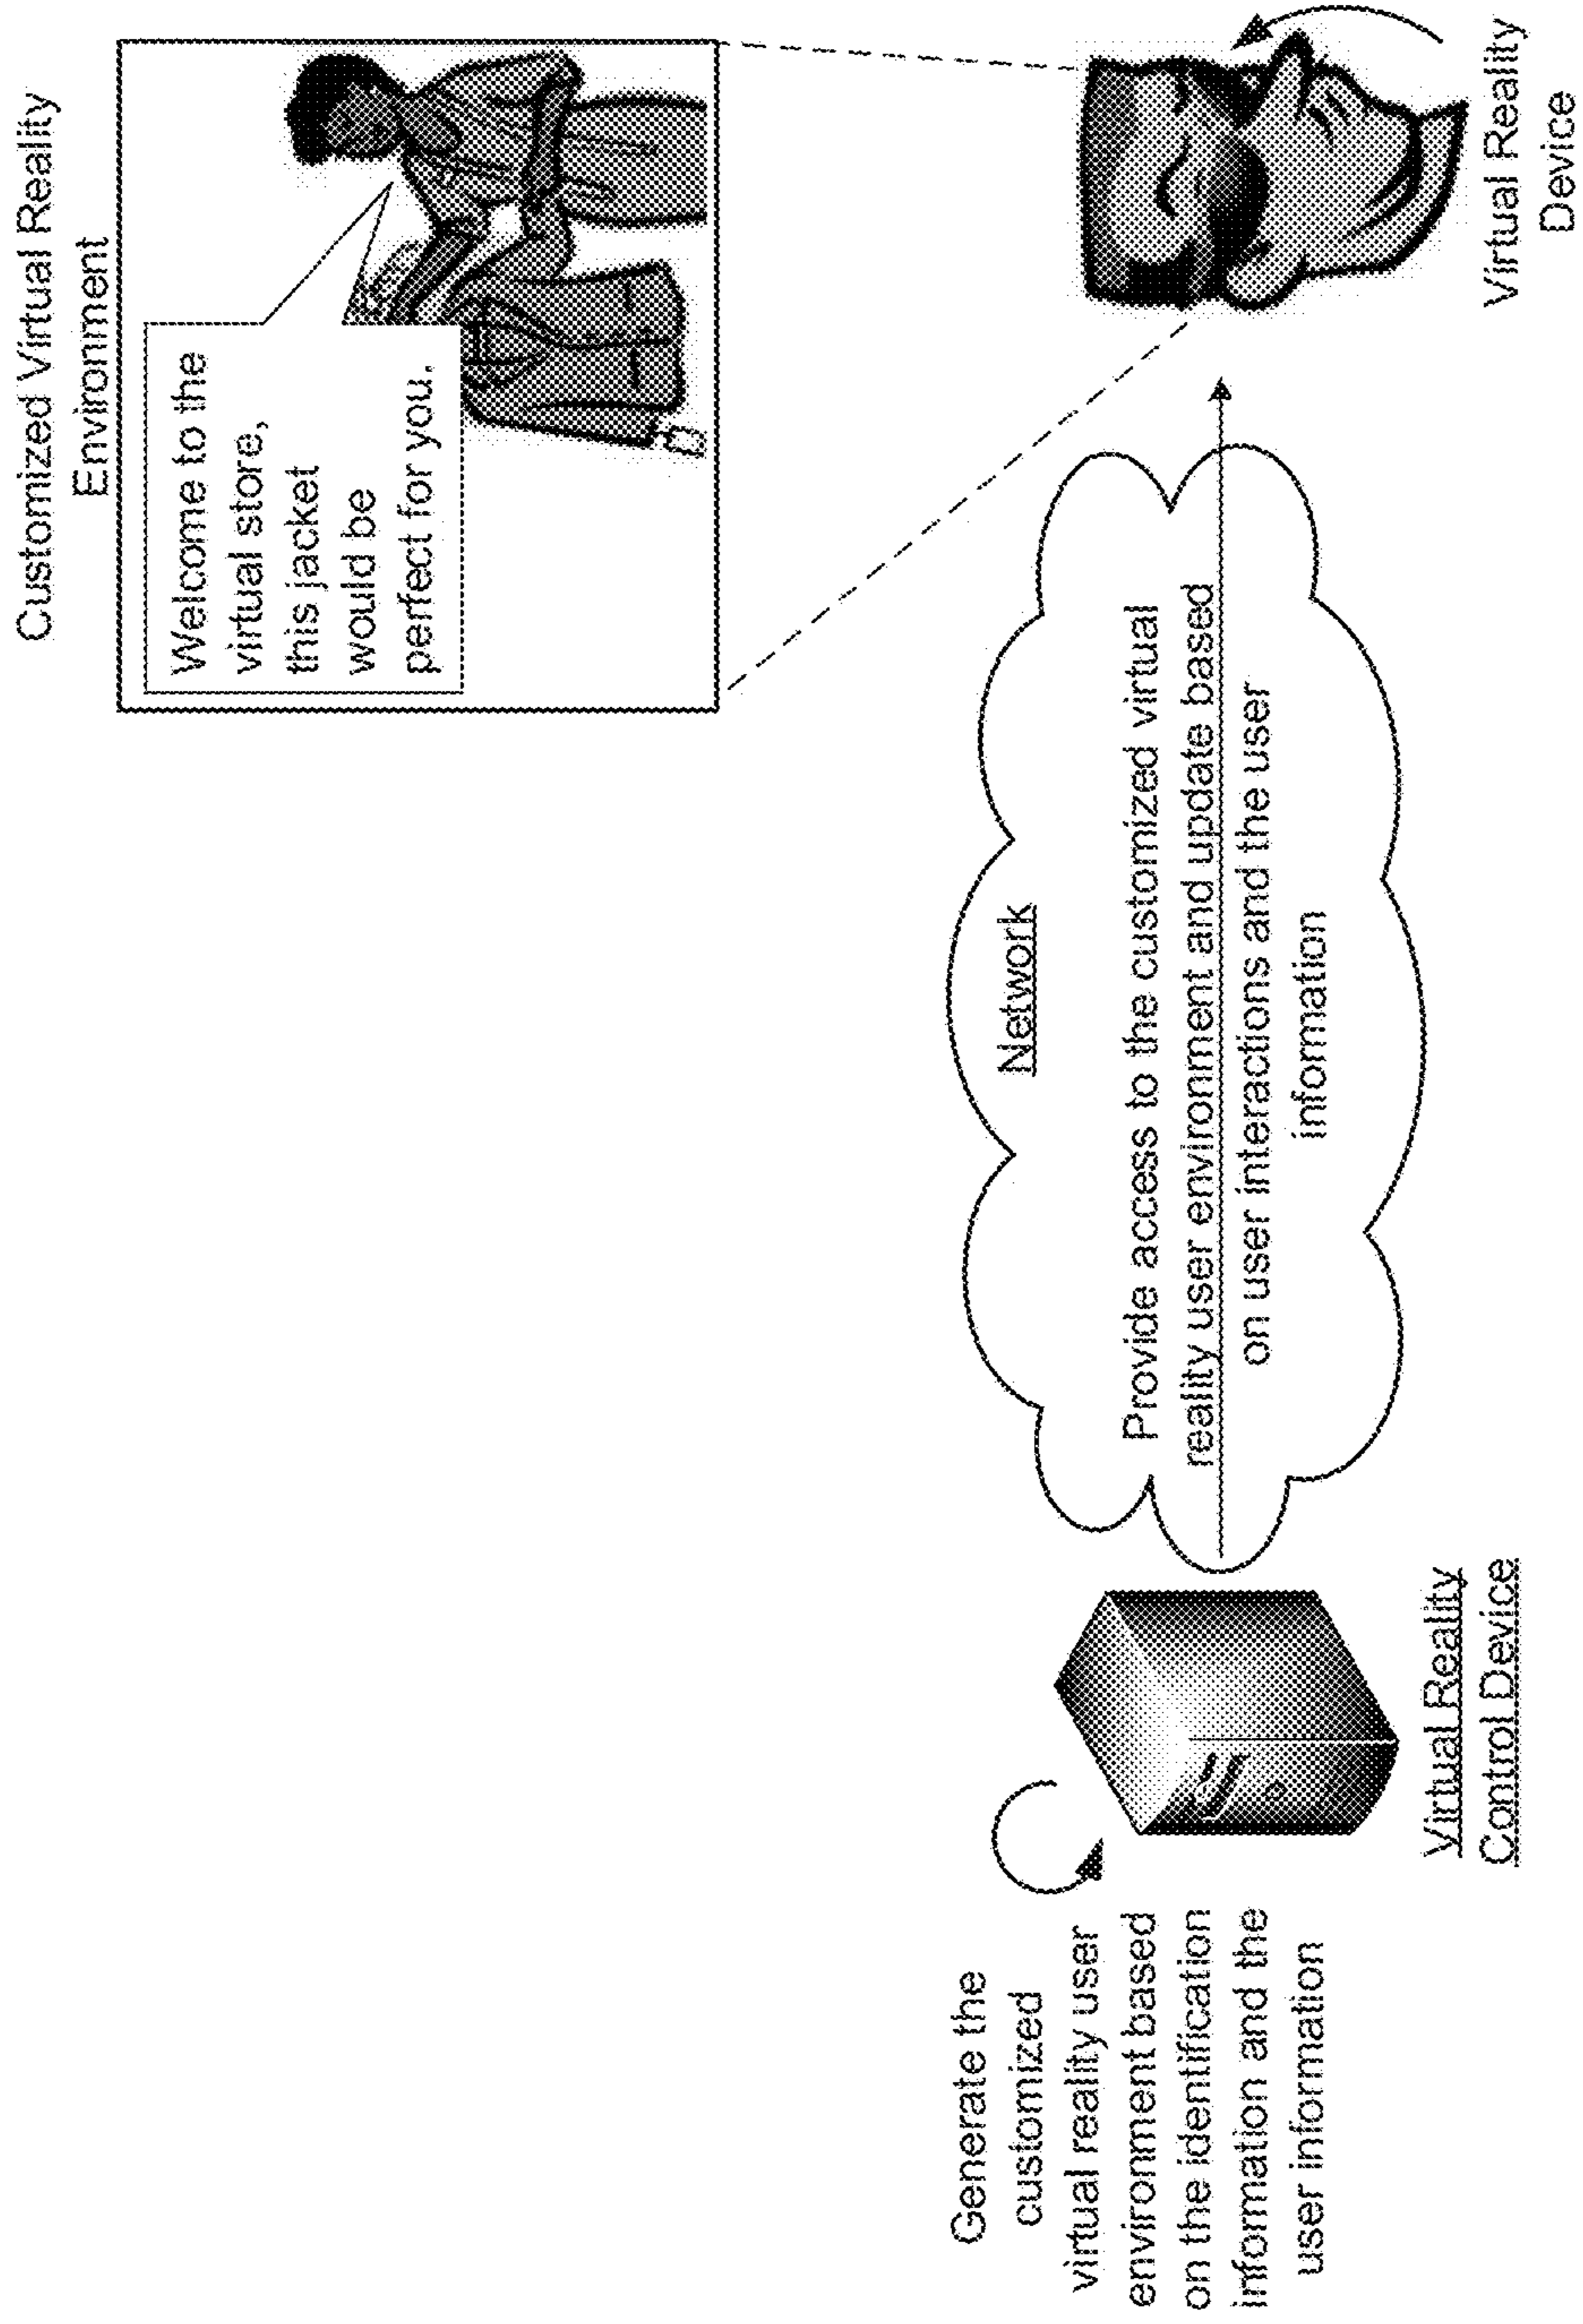 Customized Virtual Reality
Environment
Welcome to the
virtual store,
this jacket
would be
perfect for you.
Generate the
customized
virtual reality user
environment based
on the identification
information and the
user information
Network
Provide access to the customized virtual
reality user environment and update based
on user interactions and the user
information
Virtual Reality
Control Device
Virtual Reality
Device